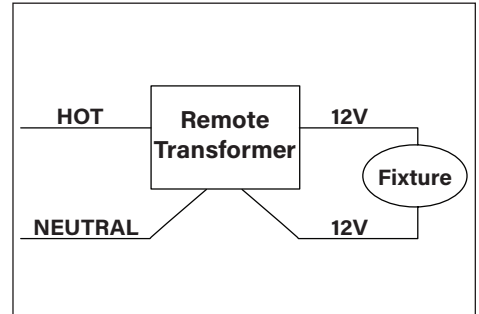 HOT
Remote
Transformer
12V
Fixture
NEUTRAL
12V